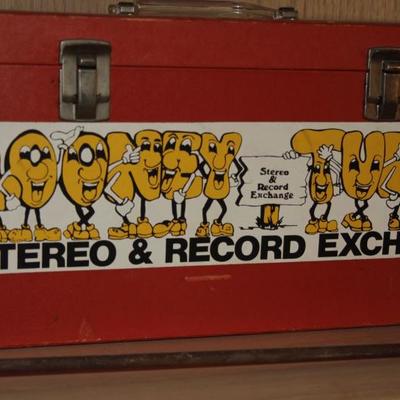 OONEY-TU
Stereo
&
Record
Exchange
TEREO & RECORD EXCH